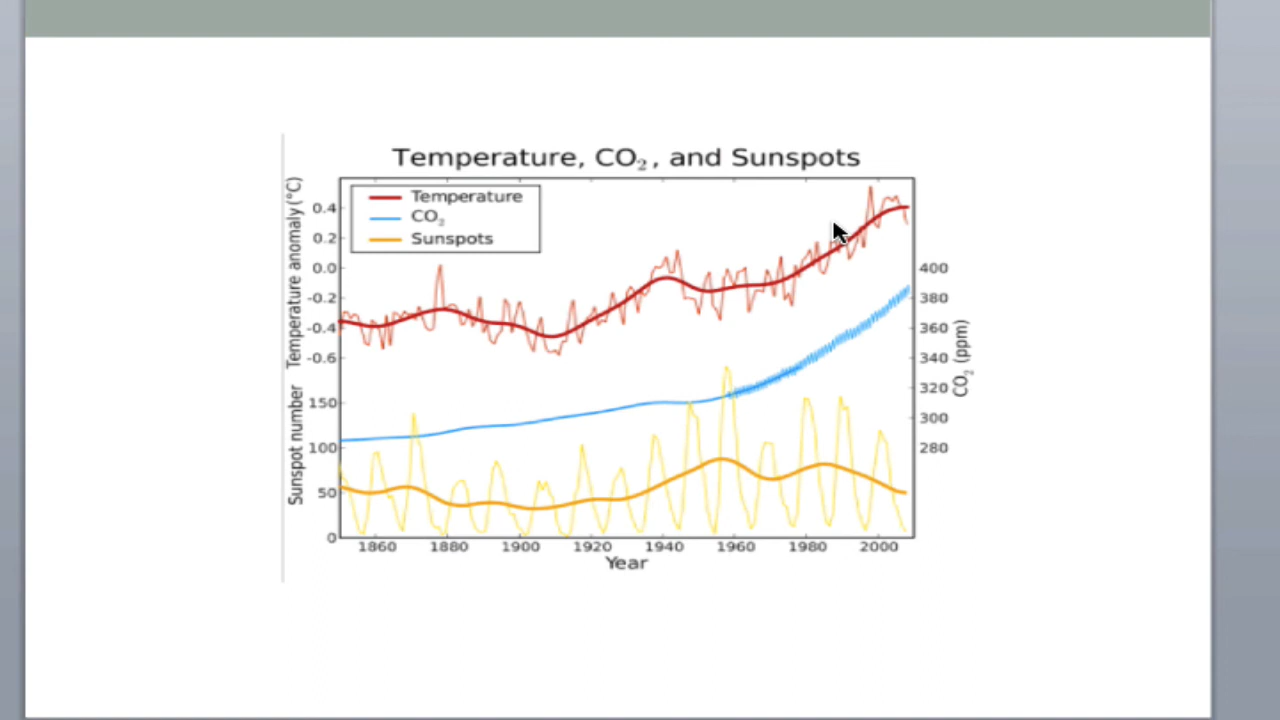 Temperature, CO₂, and Sunspots
Temperature
CO₂
Sunspots
Temperature anomaly (°C)
0.4
0.2
0.0
-0.2
-0.4
-0.6
Sunspot number
150
100
50
0
400
380
360
340
320
300
280
CO₂ (ppm)
1860 1880 1900 1920 1940 1960 1980 2000
Year